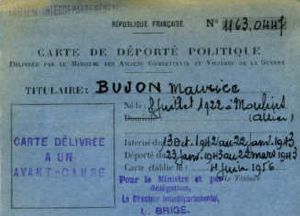 INTERDEPARTEMENT
RÉPUBLIQUE FRANÇAISE
N° 1163.0447
CARTE DE DÉPORTÉ POLITIQUE
DÉLIVRÉE PAR LE MINISTRE DES ANCIENS COMBATTANTS ET VICTIMES DE LA GUERRE
TITULAIRE: BUJON Maurice
Né le 8 juillet 1922 à Moulins
Domicile (Allier)
CARTE DÉLIVRÉE
A UN
AYANT-CAUSE
Interné du 13 oct. 1942 au 22 janv. 1943
Déporté du 23 janv. 1943 au 22 mars 1943
Carte établie le juin 1956
Pour le Ministre et par
délégation,
Le Directeur Interdépartemental,
L. BRIGE.